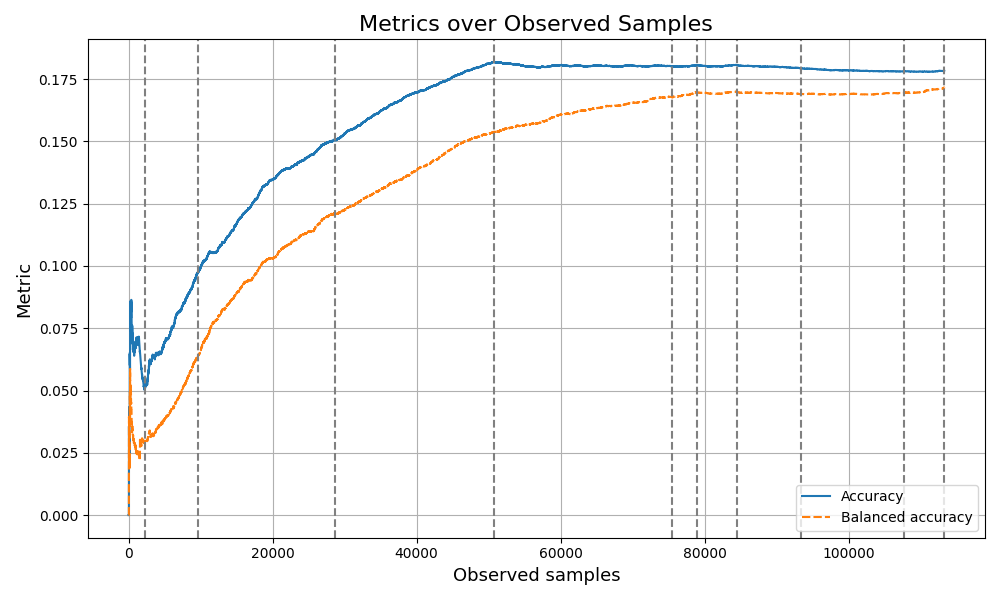 Metrics over Observed Samples
Metric
0.175
0.150
0.125
0.100
0.075
0.050
0.025
0.000
0 20000 40000 60000 80000 100000
Observed samples
Accuracy
Balanced accuracy